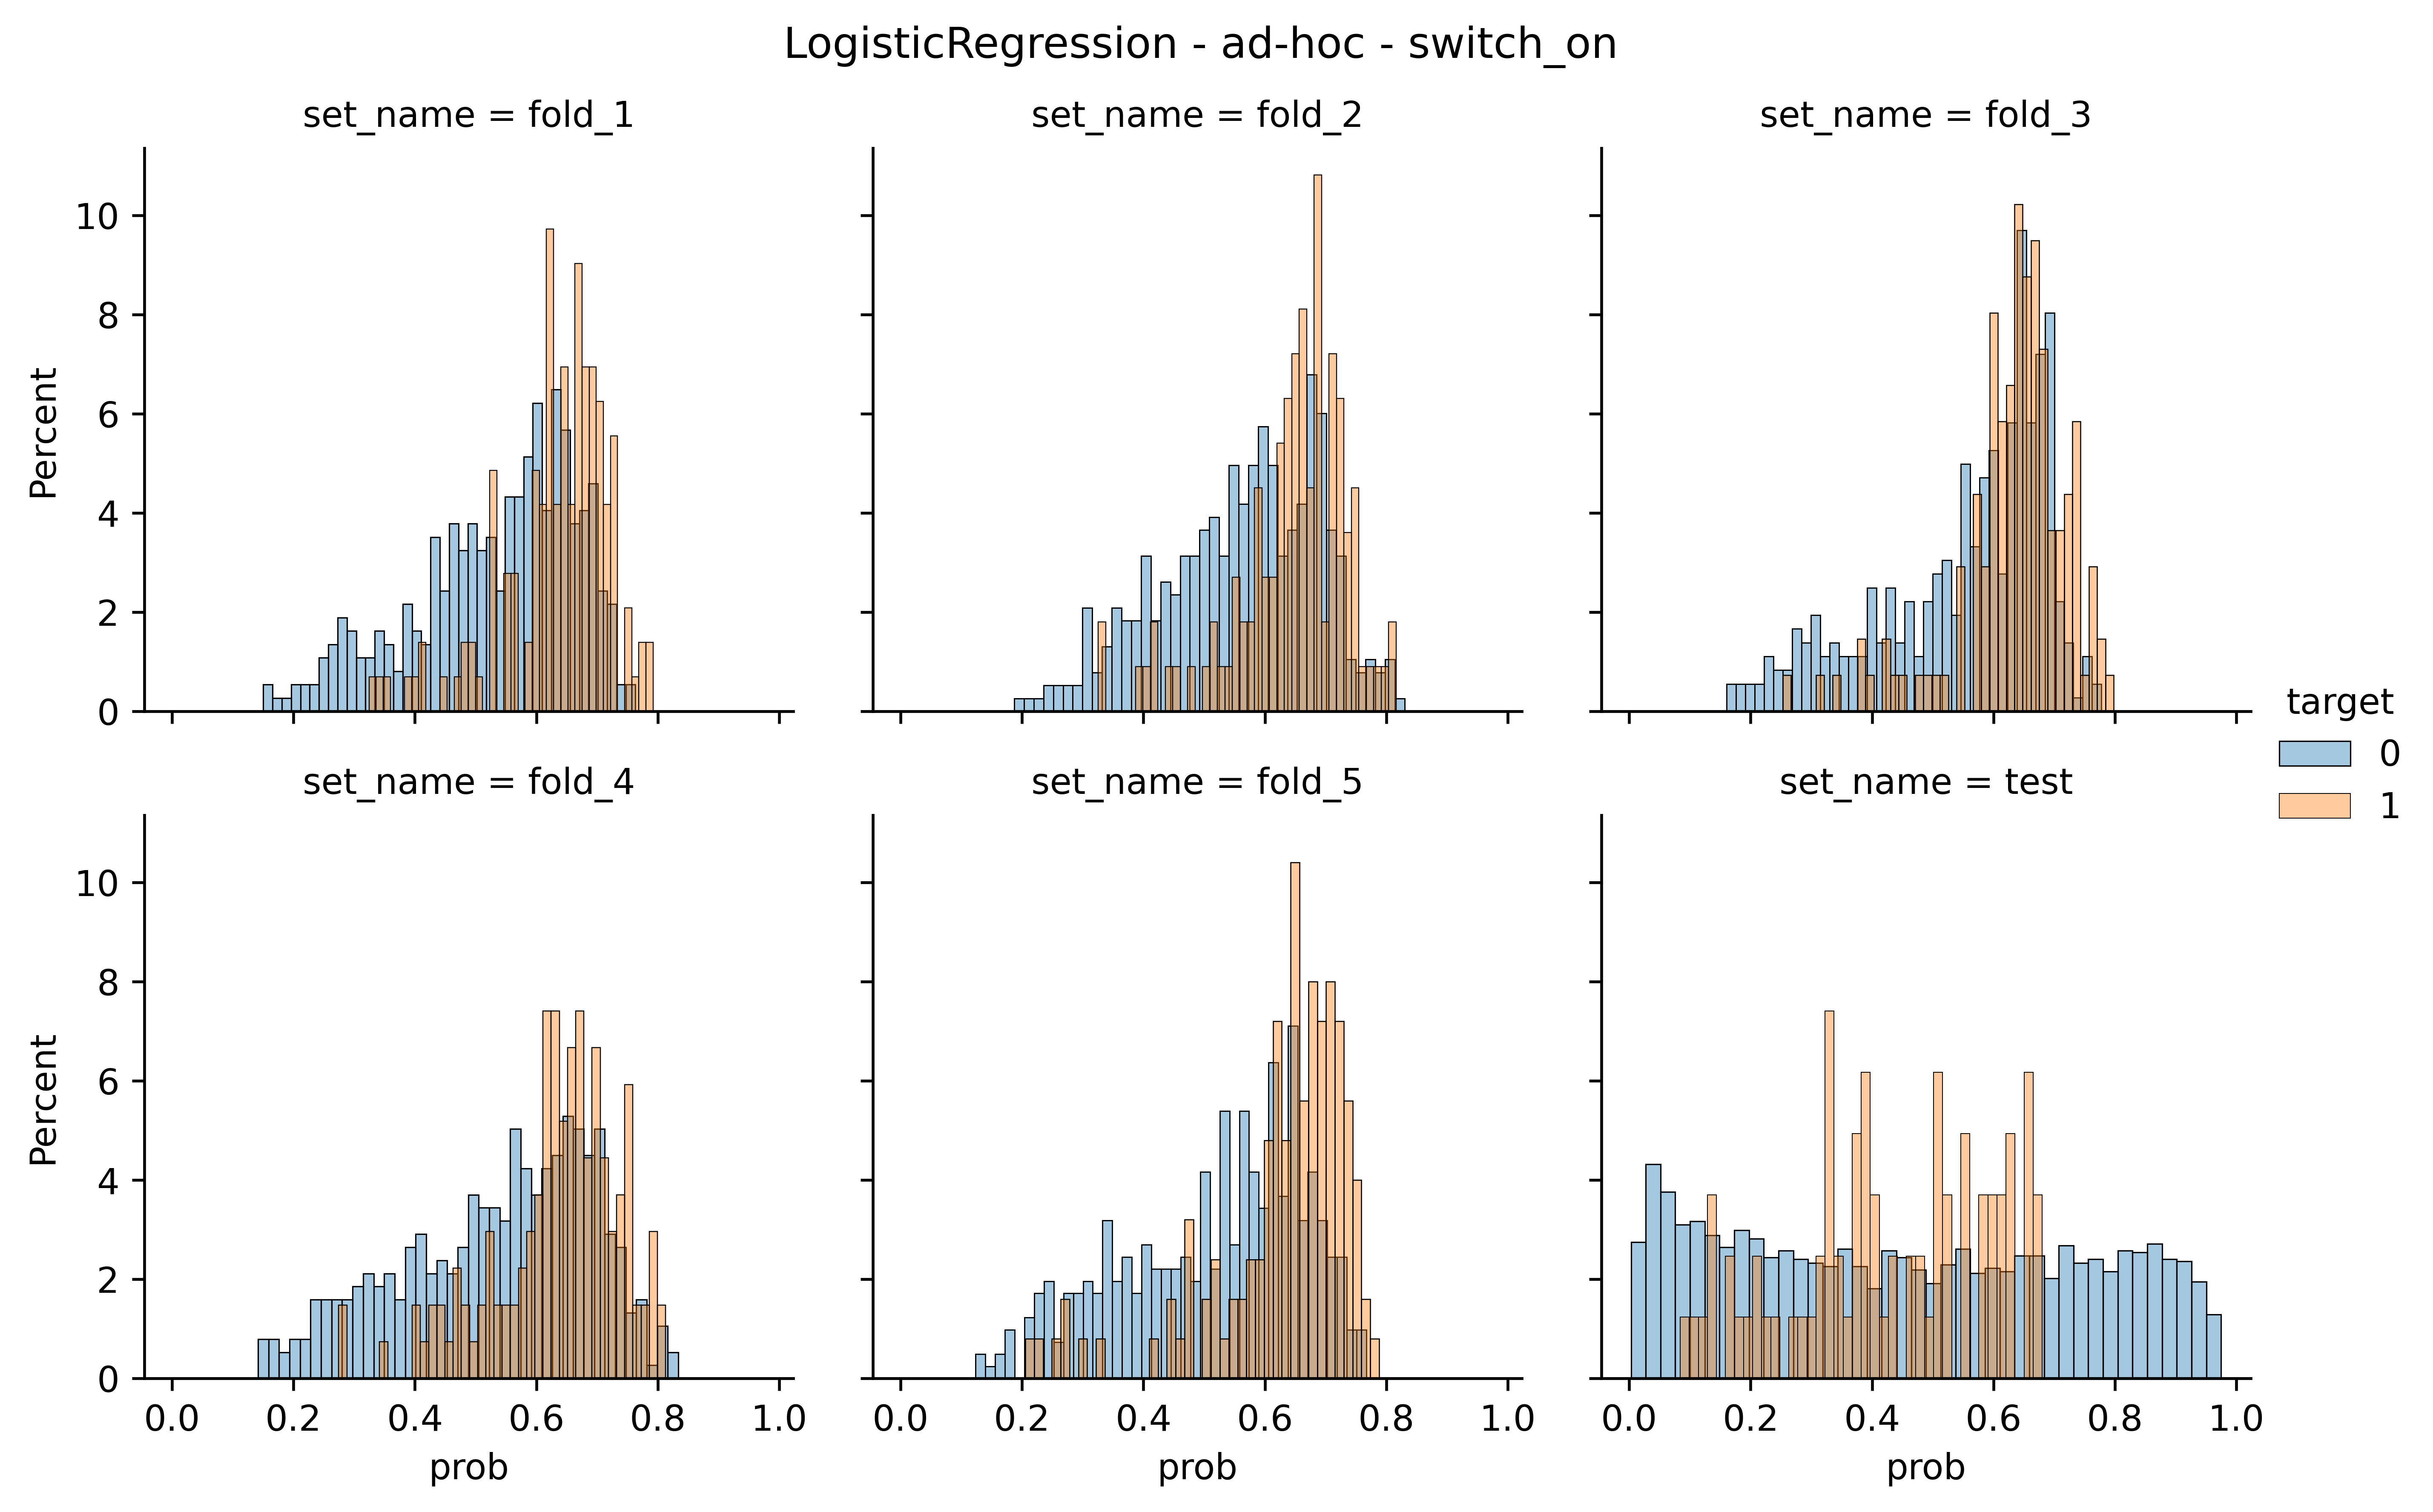 LogisticRegression - ad-hoc - switch_on
set_name = fold_1
set_name = fold_2
set_name = fold_3
10
8
6
4
2
0
Percent
target
0
1
set_name = fold_4
set_name = fold_5
set_name = test
10
8
6
4
2
0
Percent
0.0 0.2 0.4 0.6 0.8 1.0
0.0 0.2 0.4 0.6 0.8 1.0
0.0 0.2 0.4 0.6 0.8 1.0
prob
prob
prob